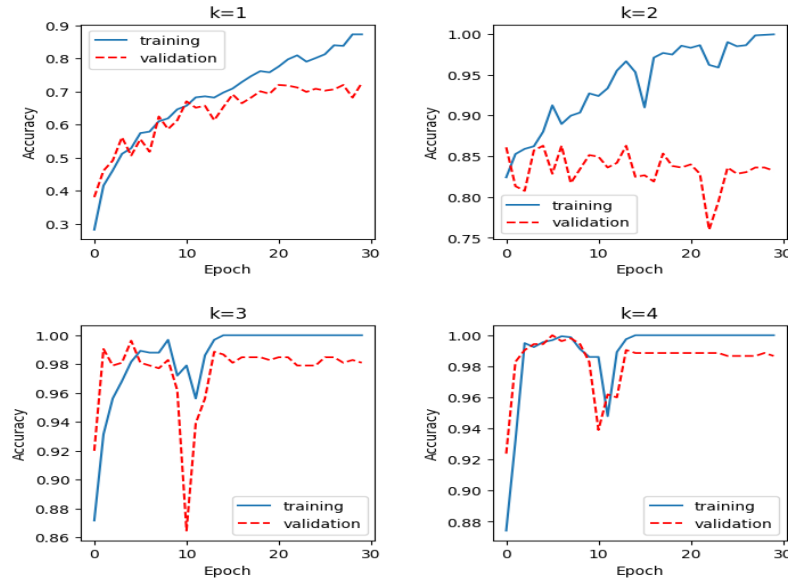 k=1
0.9
0.8
0.7
0.6
0.5
0.4
0.3
Accuracy
training
validation
0
10
20
30
Epoch
k=2
1.00
0.95
0.90
0.85
0.80
0.75
Accuracy
training
validation
0
10
20
30
Epoch
k=3
1.00
0.98
0.96
0.94
0.92
0.90
0.88
0.86
Accuracy
training
validation
0
10
20
30
Epoch
k=4
1.00
0.98
0.96
0.94
0.92
0.90
0.88
Accuracy
training
validation
0
10
20
30
Epoch